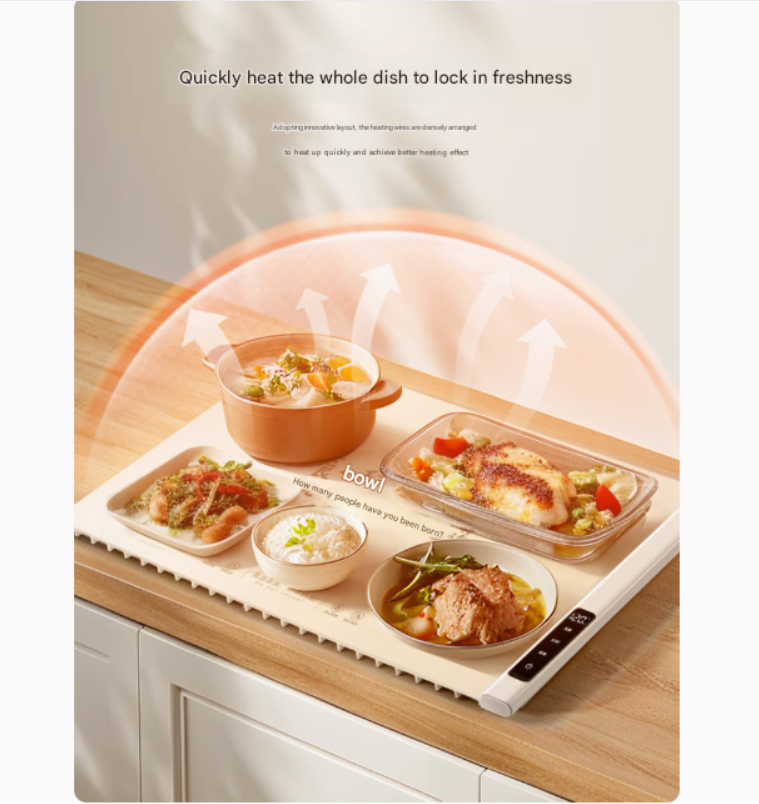 Quickly heat the whole dish to lock in freshness
Adopting innovative layout, the heating wires are densely arranged
to heat up quickly and achieve better heating effect
bowl
How many people have you been born?